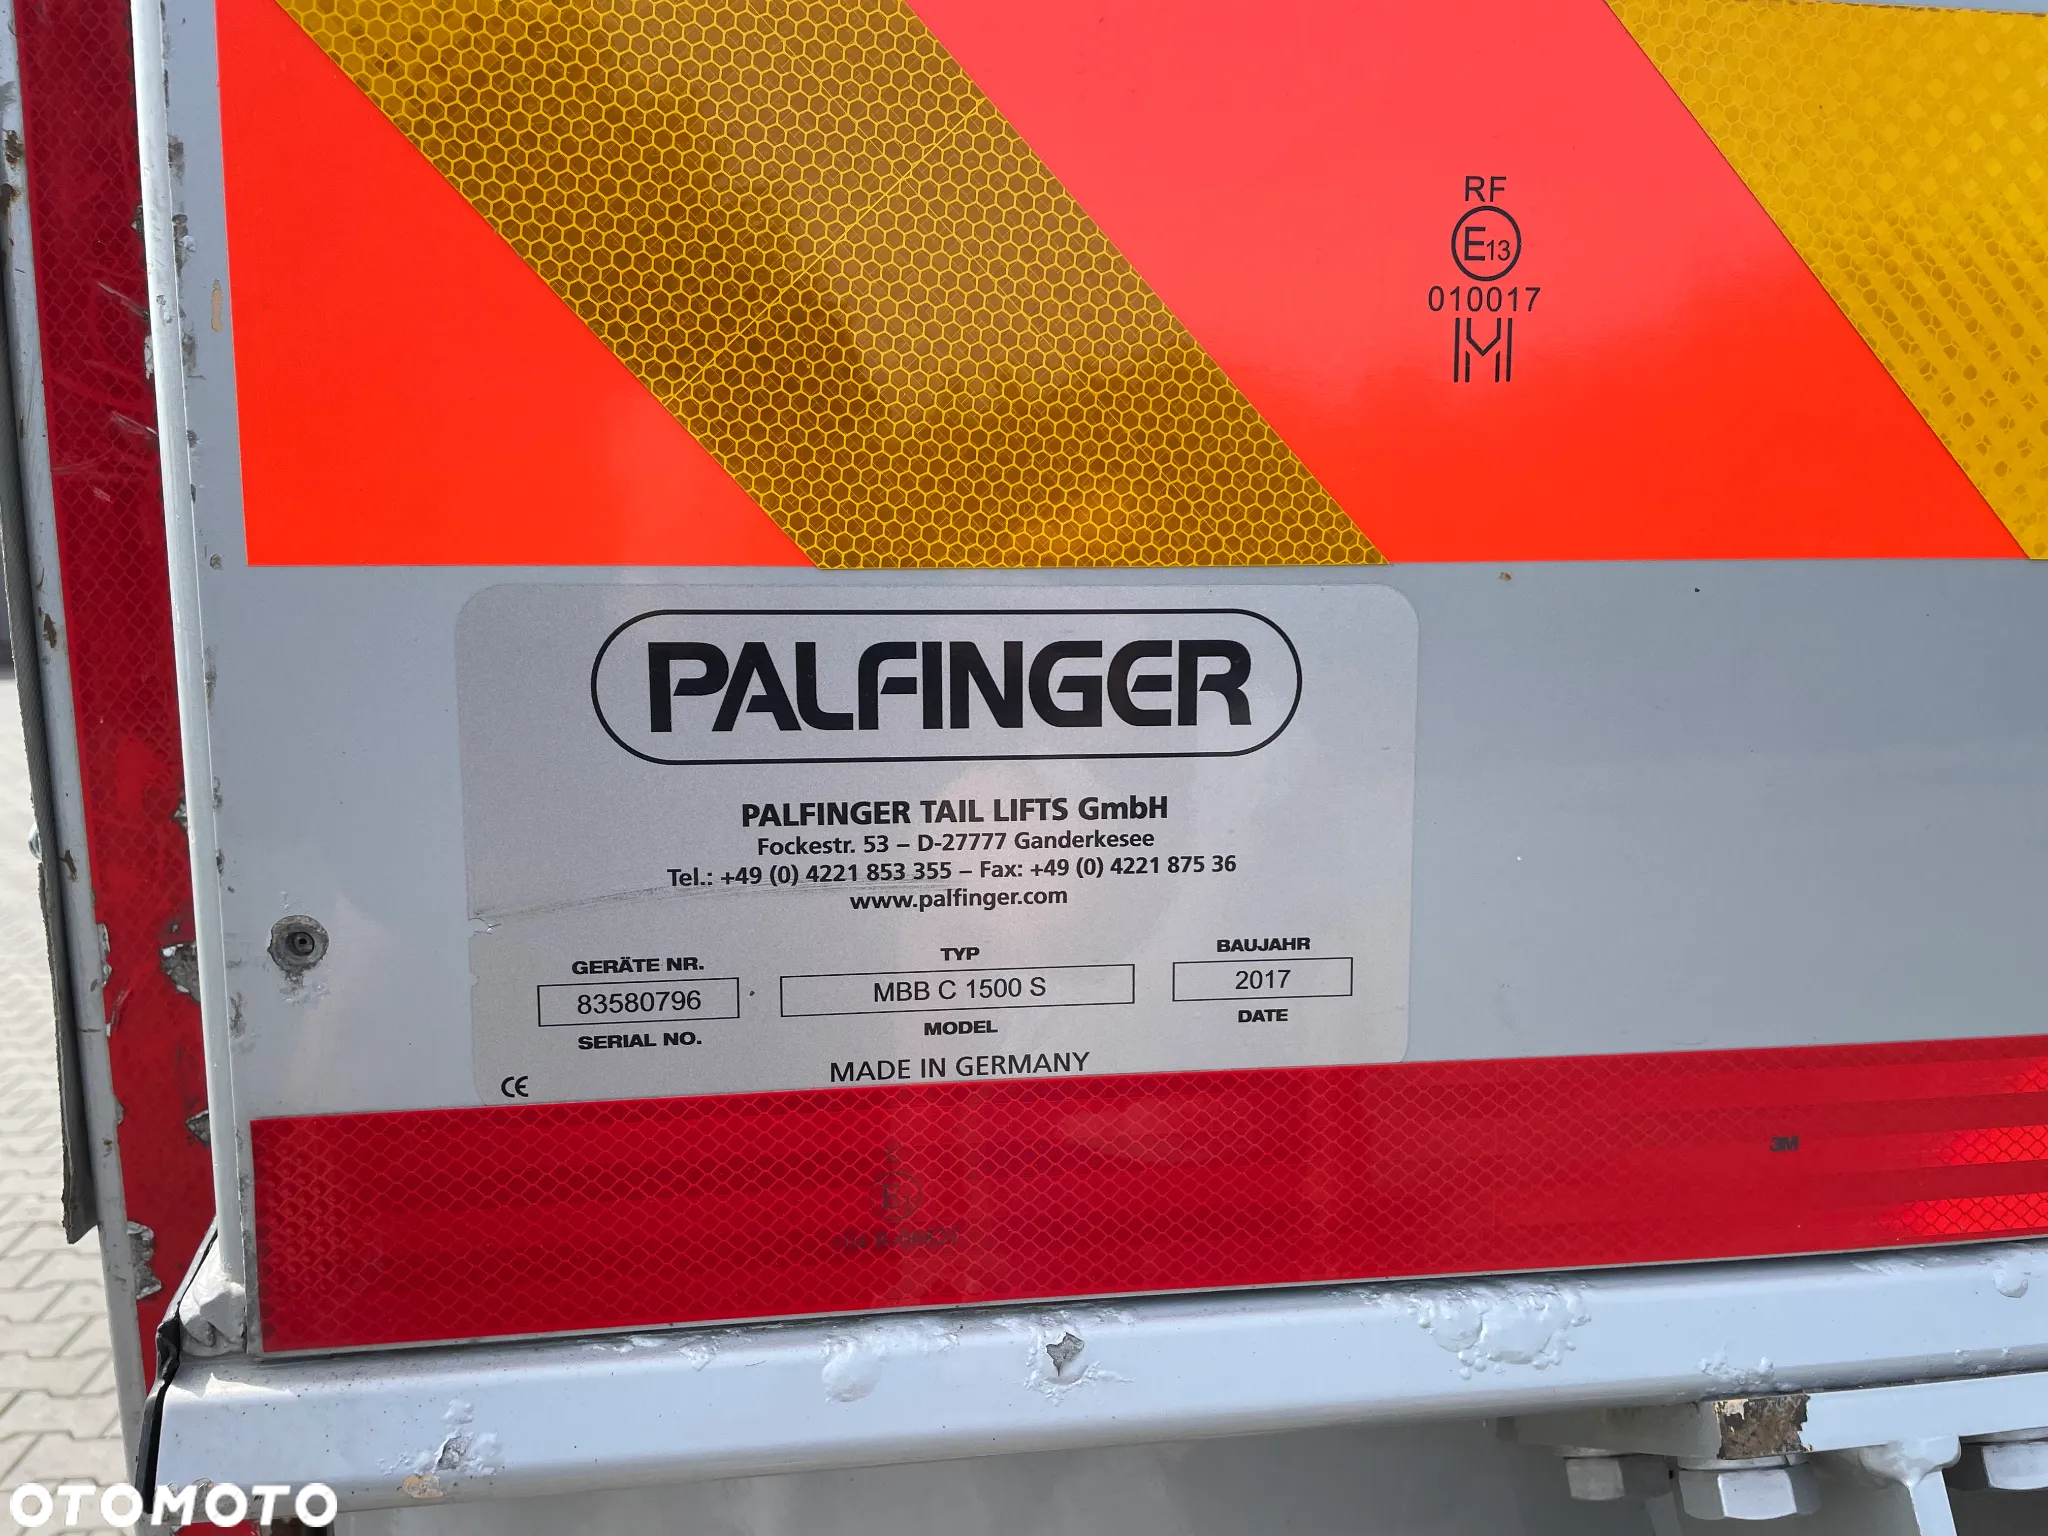 RF
E13
010017
PALFINGER
PALFINGER TAIL LIFTS GmbH
Fockestr. 53 – D-27777 Ganderkesee
Tel.: +49 (0) 4221 853 355 – Fax: +49 (0) 4221 875 36
www.palfinger.com
GERÄTE NR. TYP BAUJAHR
83580796 MBB C 1500 S 2017
SERIAL NO. MODEL DATE
MADE IN GERMANY
CE
3M
OTOMOTO